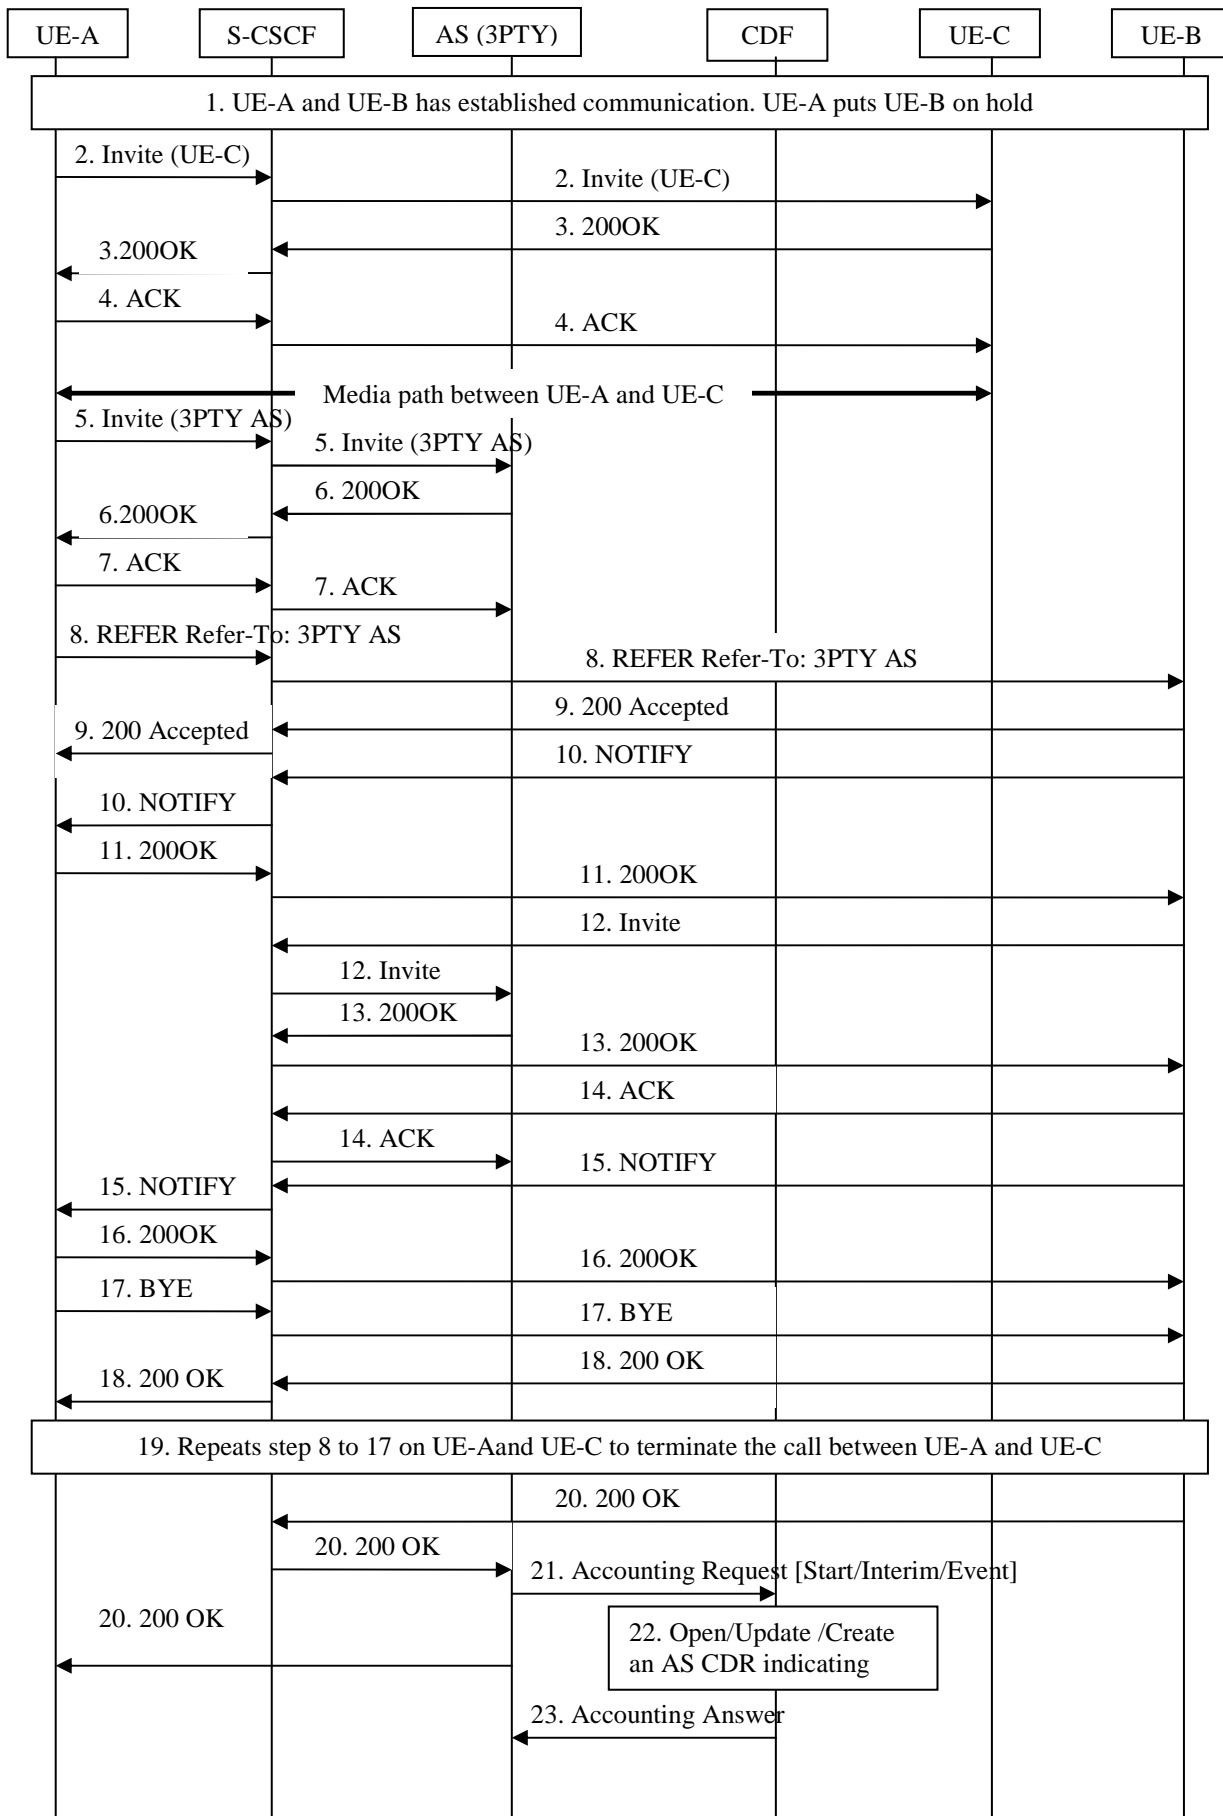 UE-A
S-CSCF
AS (3PTY)
CDF
UE-C
UE-B
1. UE-A and UE-B has established communication. UE-A puts UE-B on hold
2. Invite (UE-C)
2. Invite (UE-C)
3. 200OK
3.200OK
4. ACK
4. ACK
Media path between UE-A and UE-C
5. Invite (3PTY AS)
5. Invite (3PTY AS)
6. 200OK
6.200OK
7. ACK
7. ACK
8. REFER Refer-To: 3PTY AS
8. REFER Refer-To: 3PTY AS
9. 200 Accepted
9. 200 Accepted
10. NOTIFY
10. NOTIFY
11. 200OK
11. 200OK
12. Invite
12. Invite
13. 200OK
13. 200OK
14. ACK
14. ACK
15. NOTIFY
15. NOTIFY
16. 200OK
16. 200OK
17. BYE
17. BYE
18. 200 OK
18. 200 OK
19. Repeats step 8 to 17 on UE-Aand UE-C to terminate the call between UE-A and UE-C
20. 200 OK
20. 200 OK
21. Accounting Request [Start/Interim/Event]
20. 200 OK
22. Open/Update /Create
an AS CDR indicating
23. Accounting Answer